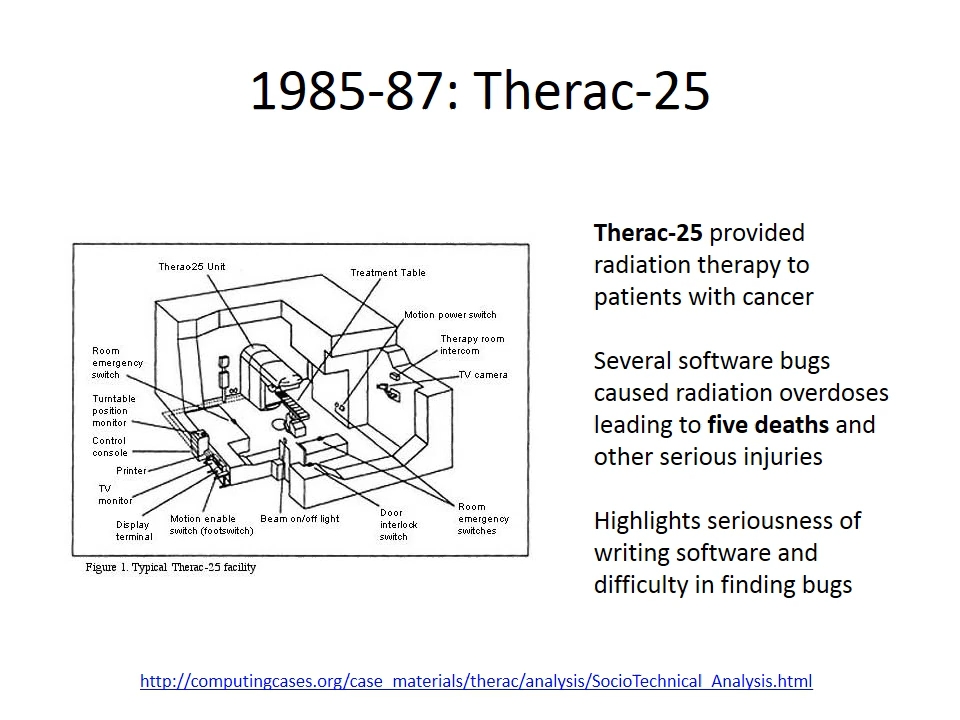 1985-87: Therac-25
Therac-25 Unit
Treatment Table
Motion power switch
Therapy room
intercom
TV camera
Room
emergency
switch
Turntable
position
monitor
Control
console
Printer
TV
monitor
Display
terminal
Motion enable
switch (footswitch)
Beam on/off light
Door
interlock
switch
Room
emergency
switches
Figure 1. Typical Therac-25 facility
Therac-25 provided
radiation therapy to
patients with cancer
Several software bugs
caused radiation overdoses
leading to five deaths and
other serious injuries
Highlights seriousness of
writing software and
difficulty in finding bugs
http://computingcases.org/case_materials/therac/analysis/SocioTechnical_Analysis.html